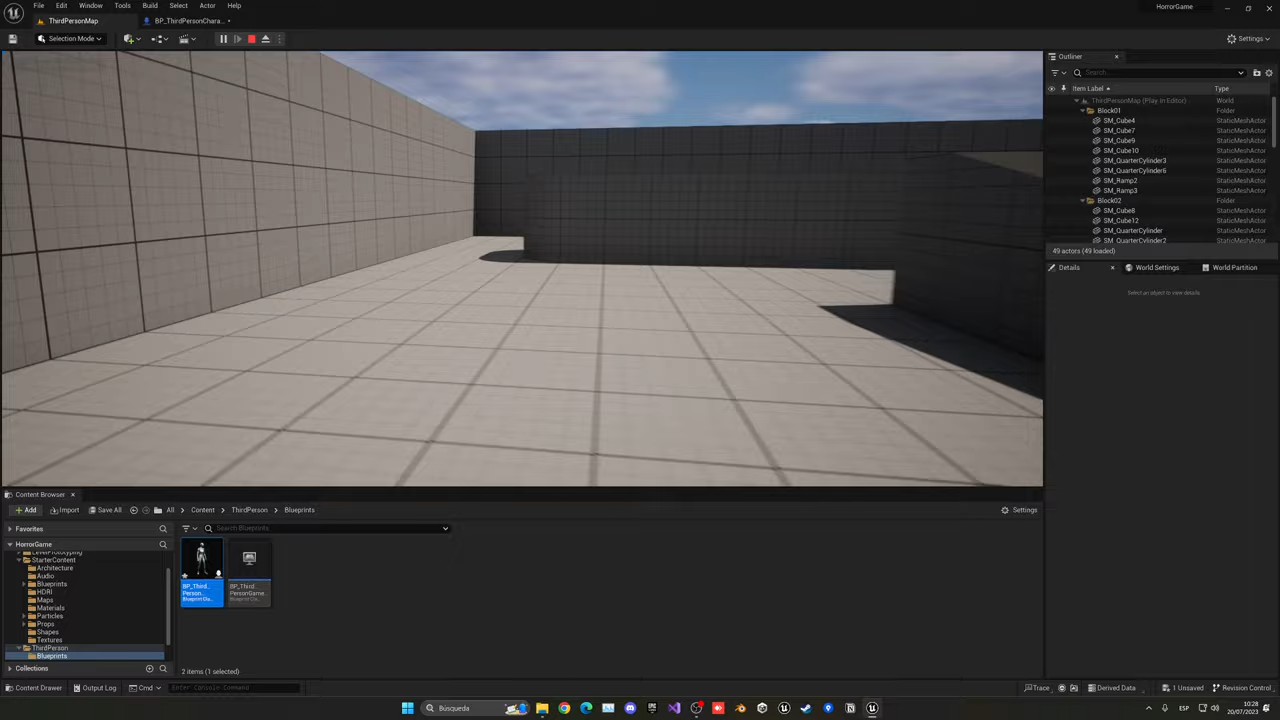 File Edit Window Tools Build Select Actor Help
HorrorGame
ThirdPersonMap
BP_ThirdPersonChara...
Selection Mode
Settings
Outliner
Search...
Item Label
Type
ThirdPersonMap (Play In Editor) World
Block01 Folder
SM_Cube4 StaticMeshActor
SM_Cube7 StaticMeshActor
SM_Cube9 StaticMeshActor
SM_Cube10 StaticMeshActor
SM_QuarterCylinder3 StaticMeshActor
SM_QuarterCylinder6 StaticMeshActor
SM_Ramp2 StaticMeshActor
SM_Ramp3 StaticMeshActor
Block02 Folder
SM_Cube8 StaticMeshActor
SM_Cube12 StaticMeshActor
SM_QuarterCylinder StaticMeshActor
SM_QuarterCylinder2 StaticMeshActor
49 actors (49 loaded)
Details World Settings World Partition
Select an object to view details.
Content Browser
Add Import Save All All Content ThirdPerson Blueprints Settings
Favorites
Search Blueprints
HorrorGame
LevelPrototyping
StarterContent
Architecture
Audio
Blueprints
HDRI
Maps
Materials
Particles
Props
Shapes
Textures
ThirdPerson
Blueprints
BP_Third
Person...
Blueprint Cla...
BP_Third
PersonGame...
Blueprint Cla...
Collections
2 items (1 selected)
Content Drawer Output Log Cmd Enter Console Command Trace Derived Data 1 Unsaved Revision Control
Búsqueda
ESP
10:28
20/07/2023